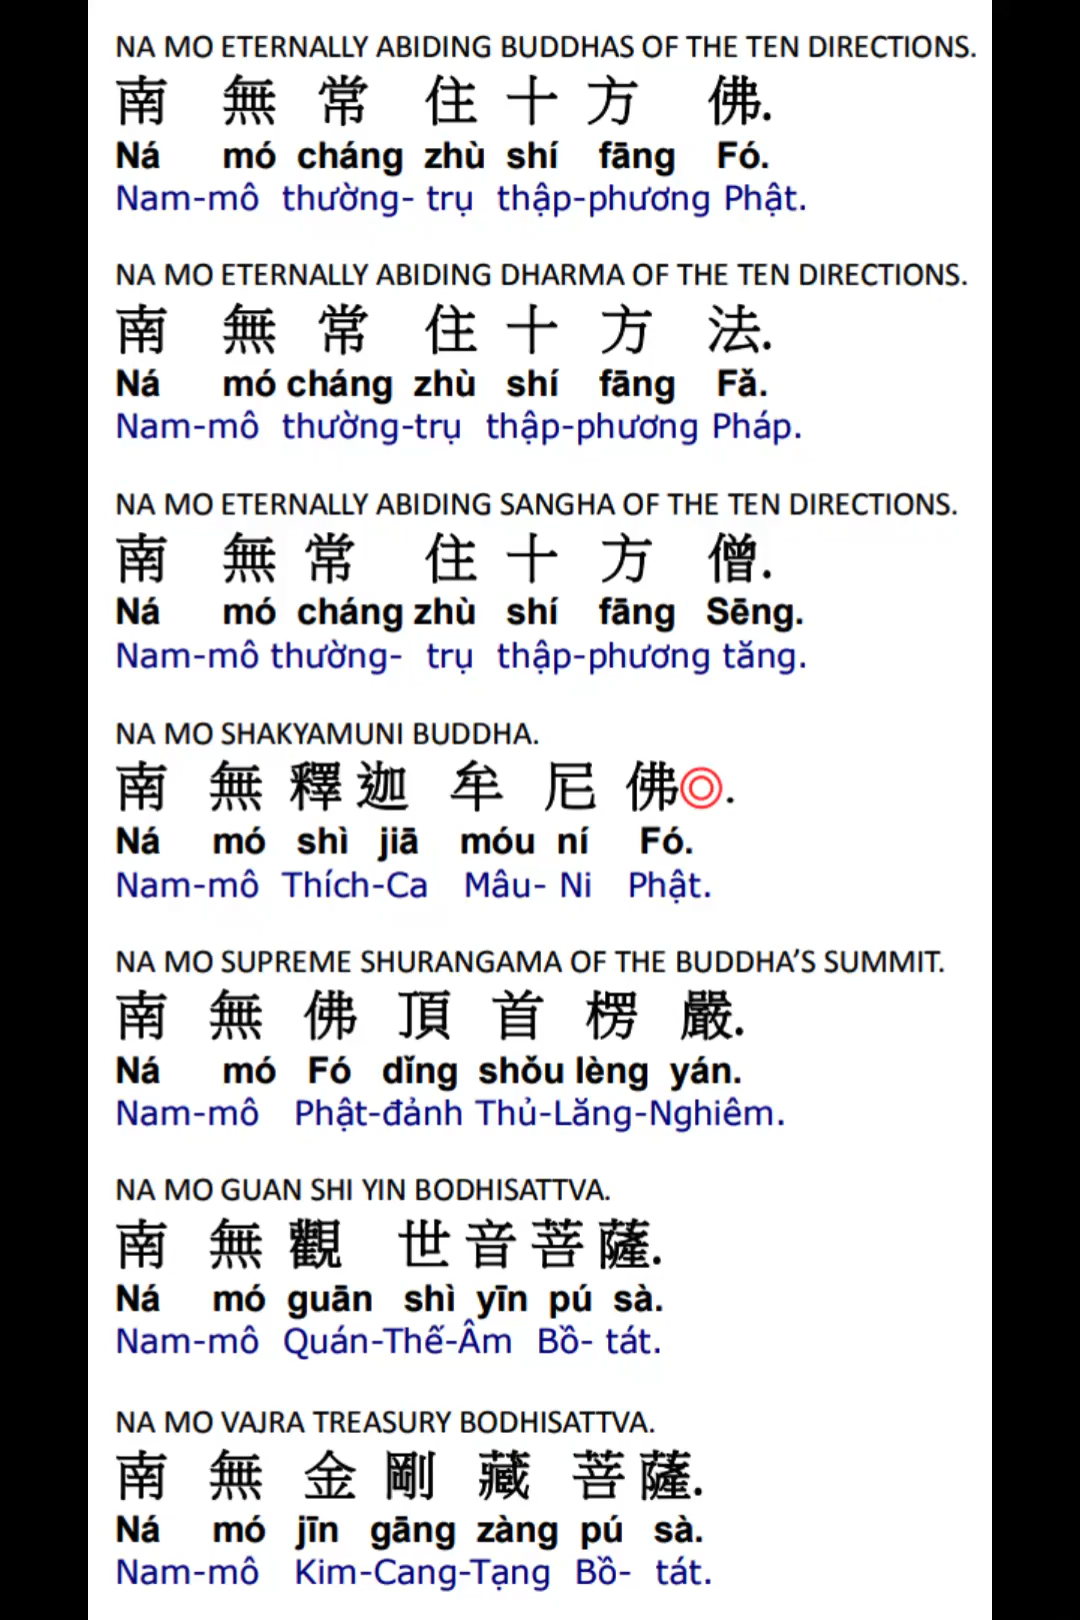 NA MO ETERNALLY ABIDING BUDDHAS OF THE TEN DIRECTIONS.
南 無 常 住 十 方 佛.
Ná mó cháng zhù shí fāng Fó.
Nam-mô thường- trụ thập-phương Phật.
NA MO ETERNALLY ABIDING DHARMA OF THE TEN DIRECTIONS.
南 無 常 住 十 方 法.
Ná mó cháng zhù shí fāng Fǎ.
Nam-mô thường-trụ thập-phương Pháp.
NA MO ETERNALLY ABIDING SANGHA OF THE TEN DIRECTIONS.
南 無 常 住 十 方 僧.
Ná mó cháng zhù shí fāng Sēng.
Nam-mô thường- trụ thập-phương tăng.
NA MO SHAKYAMUNI BUDDHA.
南 無 釋 迦 牟 尼 佛◎.
Ná mó shì jiā móu ní Fó.
Nam-mô Thích-Ca Mâu- Ni Phật.
NA MO SUPREME SHURANGAMA OF THE BUDDHA’S SUMMIT.
南 無 佛 頂 首 楞 嚴.
Ná mó Fó dǐng shǒu lèng yán.
Nam-mô Phật-đảnh Thủ-Lăng-Nghiêm.
NA MO GUAN SHI YIN BODHISATTVA.
南 無 觀 世 音 菩 薩.
Ná mó guān shì yīn pú sà.
Nam-mô Quán-Thế-Âm Bồ- tát.
NA MO VAJRA TREASURY BODHISATTVA.
南 無 金 剛 藏 菩 薩.
Ná mó jīn gāng zàng pú sà.
Nam-mô Kim-Cang-Tạng Bồ- tát.